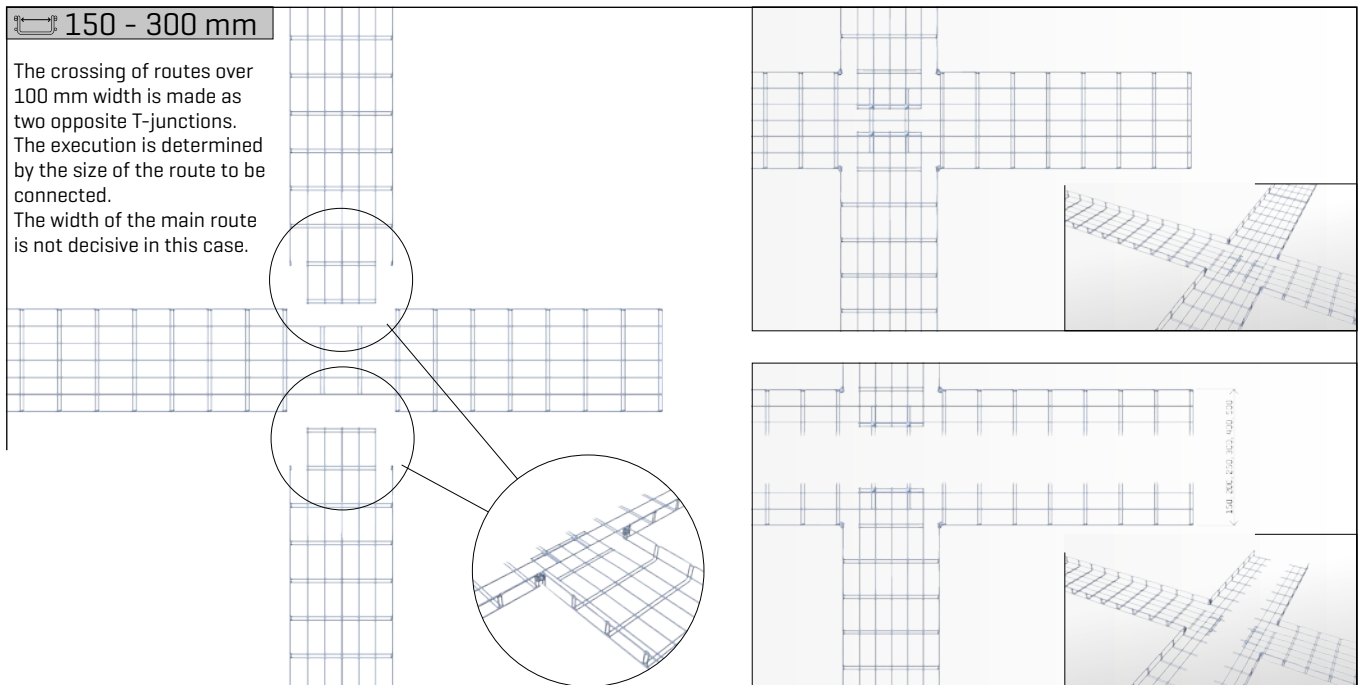 150 - 300 mm
The crossing of routes over
100 mm width is made as
two opposite T-junctions.
The execution is determined
by the size of the route to be
connected.
The width of the main route
is not decisive in this case.